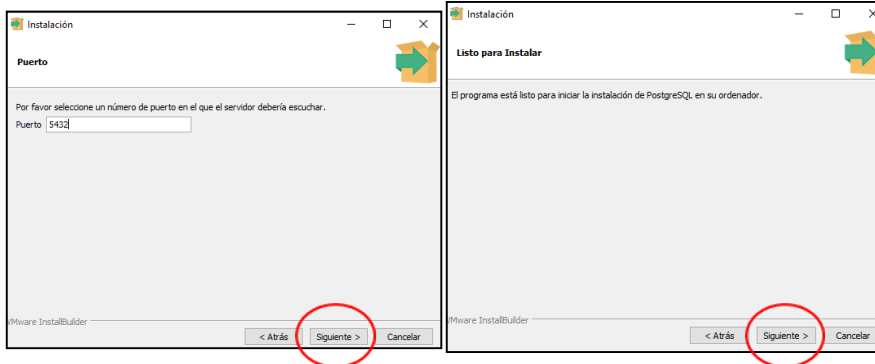 Instalación
Puerto
Por favor seleccione un número de puerto en el que el servidor debería escuchar.
Puerto 5432
VMware InstallBuilder
< Atrás Siguiente > Cancelar
Instalación
Listo para Instalar
El programa está listo para iniciar la instalación de PostgreSQL en su ordenador.
VMware InstallBuilder
< Atrás Siguiente > Cancelar